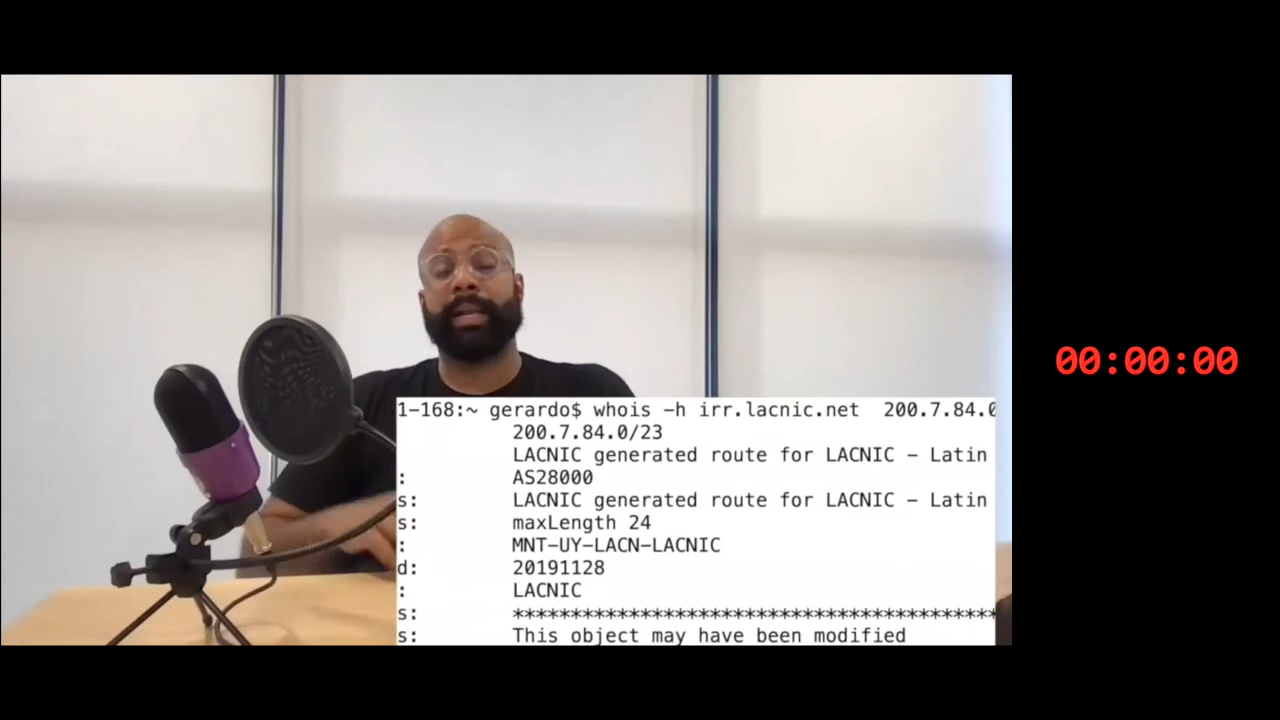 1-168:~ gerardo$ whois -h irr.lacnic.net 200.7.84.0
200.7.84.0/23
LACNIC generated route for LACNIC - Latin
: AS28000
s: LACNIC generated route for LACNIC - Latin
s: maxLength 24
: MNT-UY-LACN-LACNIC
d: 20191128
: LACNIC
s: ******************************************
s: This object may have been modified
00:00:00